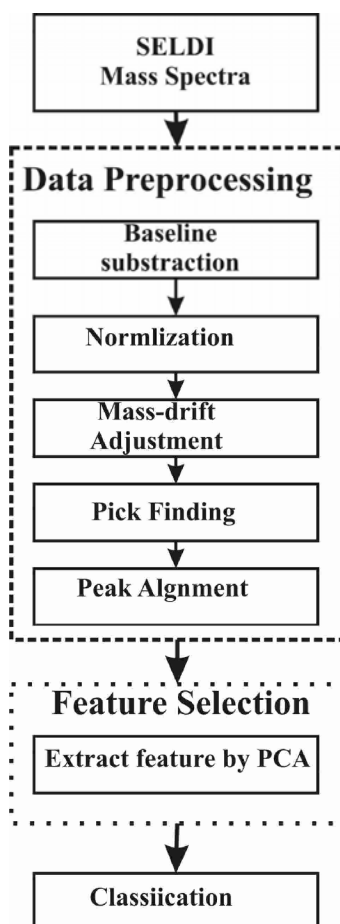 SELDI
Mass Spectra
Data Preprocessing
Baseline
substraction
Normlization
Mass-drift
Adjustment
Pick Finding
Peak Algnment
Feature Selection
Extract feature by PCA
Classiication